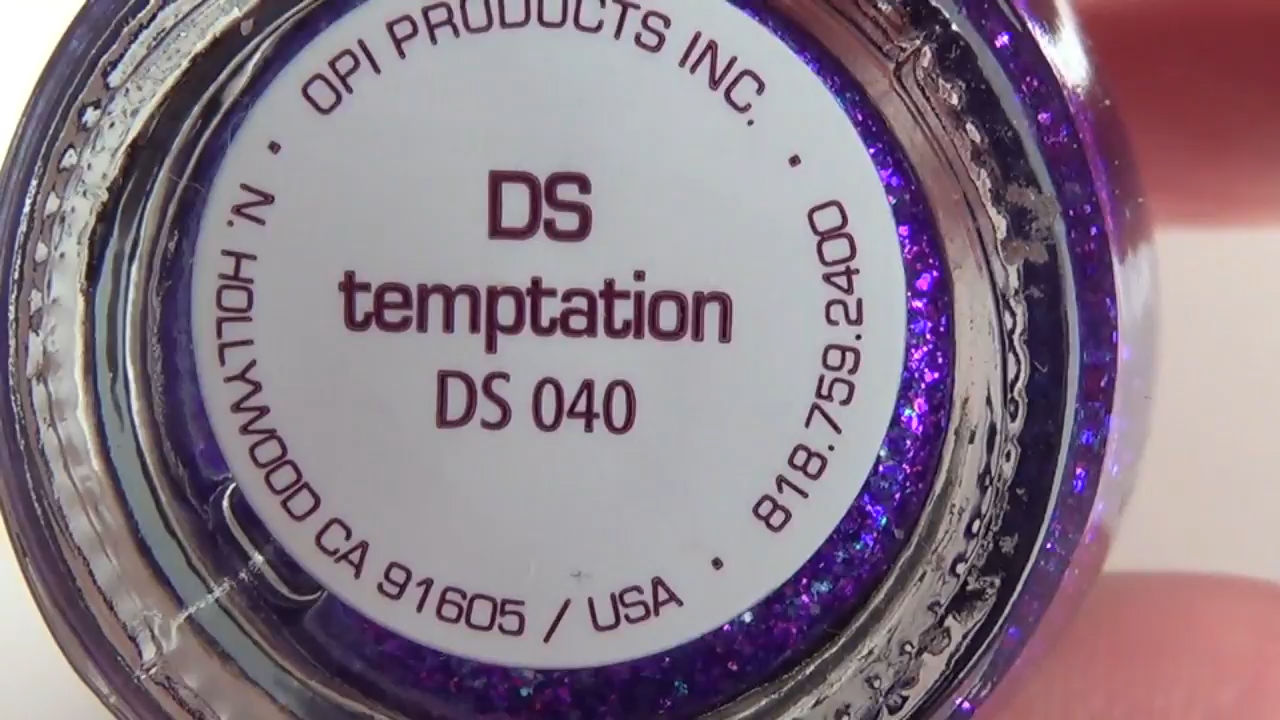 OPI PRODUCTS INC.
• 818.759.2400 •
N. HOLLYWOOD CA 91605 / USA •
DS
temptation
DS 040